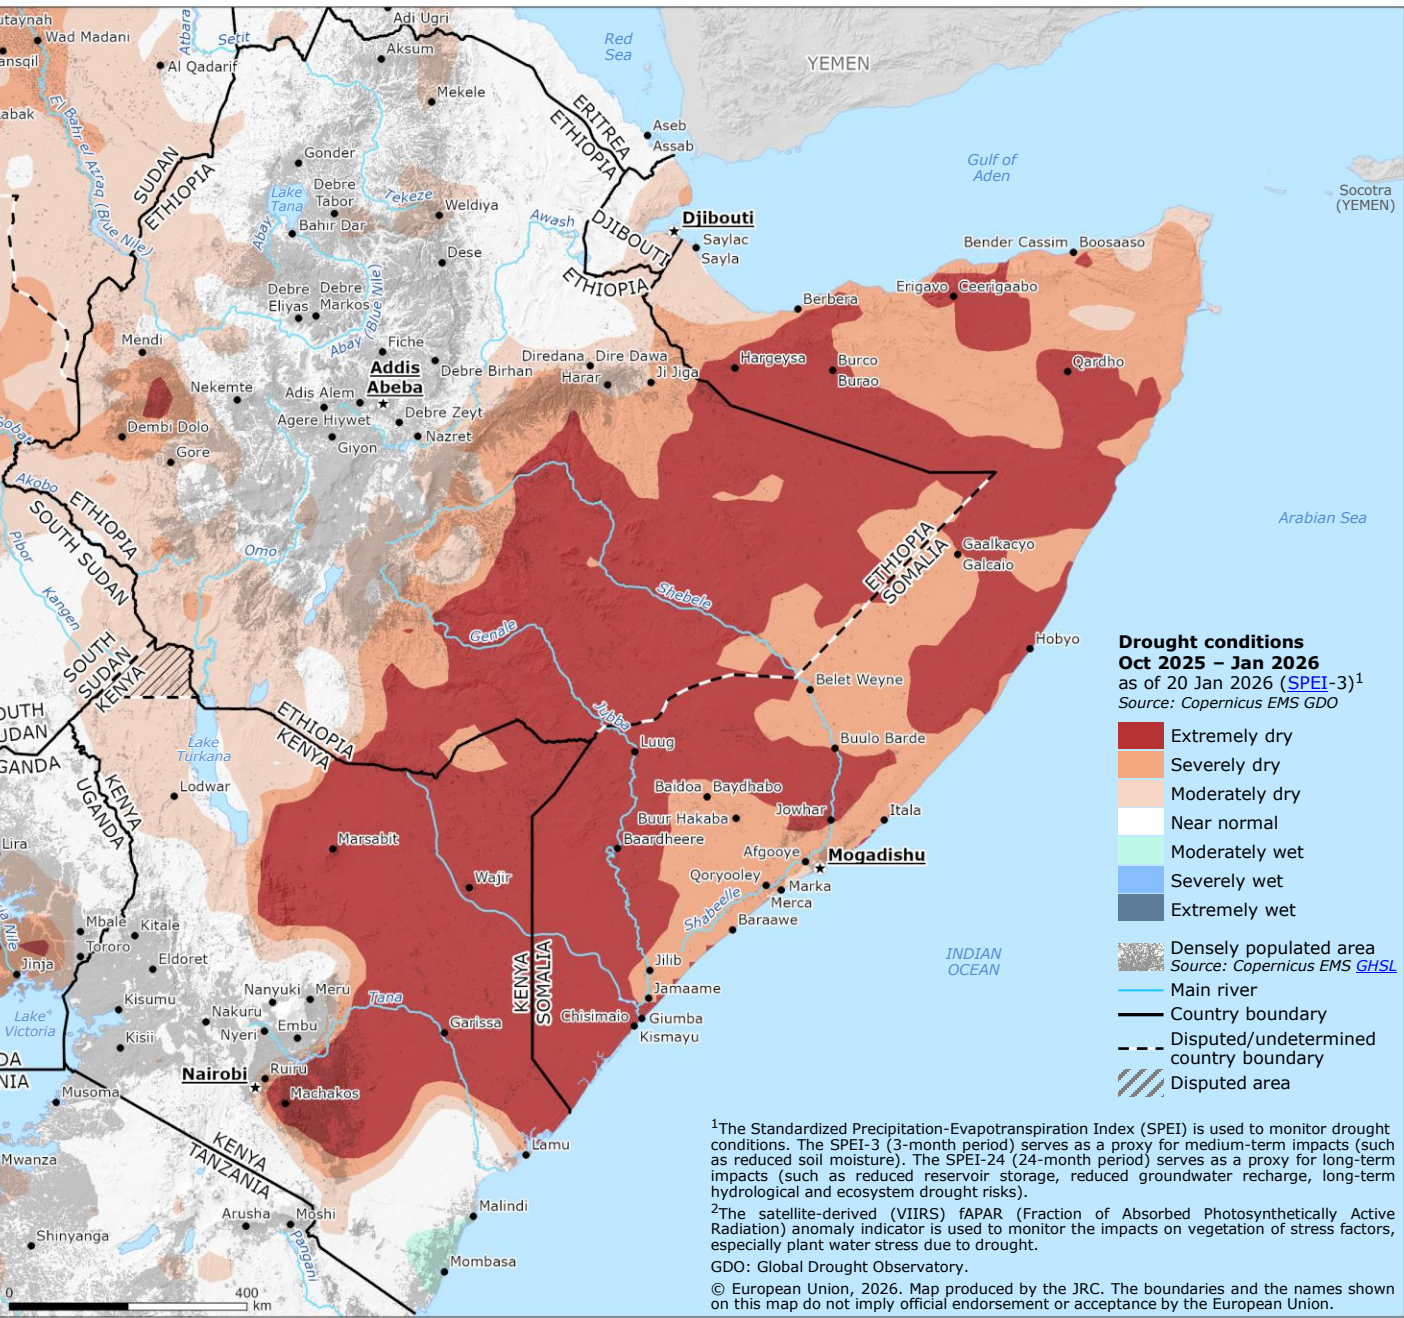 utaynah
Wad Madani
ansqil
abak
Atbara
Setit
Al Qadarif
Adi Ugri
Aksum
Mekele
Red
Sea
YEMEN
ERITREA
ETHIOPIA
Aseb
Assab
El Bahr el Azraq (Blue Nile)
SUDAN
ETHIOPIA
Gonder
Debre
Tabor
Lake
Tana
Bahir Dar
Abay
Tekeze
Weldiya
Dese
Awash
DJIBOUTI
ETHIOPIA
Djibouti
Saylac
Sayla
Gulf of
Aden
Socotra
(YEMEN)
Debre
Eliyas
Debre
Markos
Abay (Blue Nile)
Fiche
Addis
Abeba
Debre Birhan
Mendi
Nekemte
Adis Alem
Agere Hiywet
Debre Zeyt
Giyon
Nazret
Dembi Dolo
Gore
Diredana
Dire Dawa
Harar
Ji Jiga
Berbera
Hargeysa
Burco
Burao
Bender Cassim
Boosaaso
Erigavo
Ceerigaabo
Qardho
Akobo
ETHIOPIA
SOUTH SUDAN
Pibor
Kangen
Omo
SOUTH
SUDAN
KENYA
Genale
Shebele
ETHIOPIA
SOMALIA
Gaalkacyo
Galcaio
Arabian Sea
Hobyo
Belet Weyne
Buulo Barde
Jubba
Luug
Baidoa
Baydhabo
Buur Hakaba
Baardheere
Jowhar
Itala
Afgooye
Mogadishu
Qoryooley
Marka
Merca
Shabeelle
Baraawe
Jilib
Jamaame
Chisimaio
Giumba
Kismayu
INDIAN
OCEAN
OUTH
UDAN
GANDA
KENYA
UGANDA
ETHIOPIA
KENYA
Lake
Turkana
Lodwar
Lira
Marsabit
Wajir
KENYA
SOMALIA
Mbale
Kitale
Tororo
Eldoret
Jinja
Lake
Victoria
Kisumu
Kisii
Nanyuki
Meru
Nakuru
Nyeri
Embu
Tana
Garissa
Nairobi
Ruiru
Machakos
DA
NIA
Musoma
Mwanza
KENYA
TANZANIA
Lamu
Malindi
Mombasa
Arusha
Moshi
Pangani
Shinyanga
0
400
km
Drought conditions
Oct 2025 – Jan 2026
as of 20 Jan 2026 (SPEI-3)1
Source: Copernicus EMS GDO
Extremely dry
Severely dry
Moderately dry
Near normal
Moderately wet
Severely wet
Extremely wet
Densely populated area
Source: Copernicus EMS GHSL
Main river
Country boundary
Disputed/undetermined
country boundary
Disputed area
1The Standardized Precipitation-Evapotranspiration Index (SPEI) is used to monitor drought
conditions. The SPEI-3 (3-month period) serves as a proxy for medium-term impacts (such
as reduced soil moisture). The SPEI-24 (24-month period) serves as a proxy for long-term
impacts (such as reduced reservoir storage, reduced groundwater recharge, long-term
hydrological and ecosystem drought risks).
2The satellite-derived (VIIRS) fAPAR (Fraction of Absorbed Photosynthetically Active
Radiation) anomaly indicator is used to monitor the impacts on vegetation of stress factors,
especially plant water stress due to drought.
GDO: Global Drought Observatory.
© European Union, 2026. Map produced by the JRC. The boundaries and the names shown
on this map do not imply official endorsement or acceptance by the European Union.